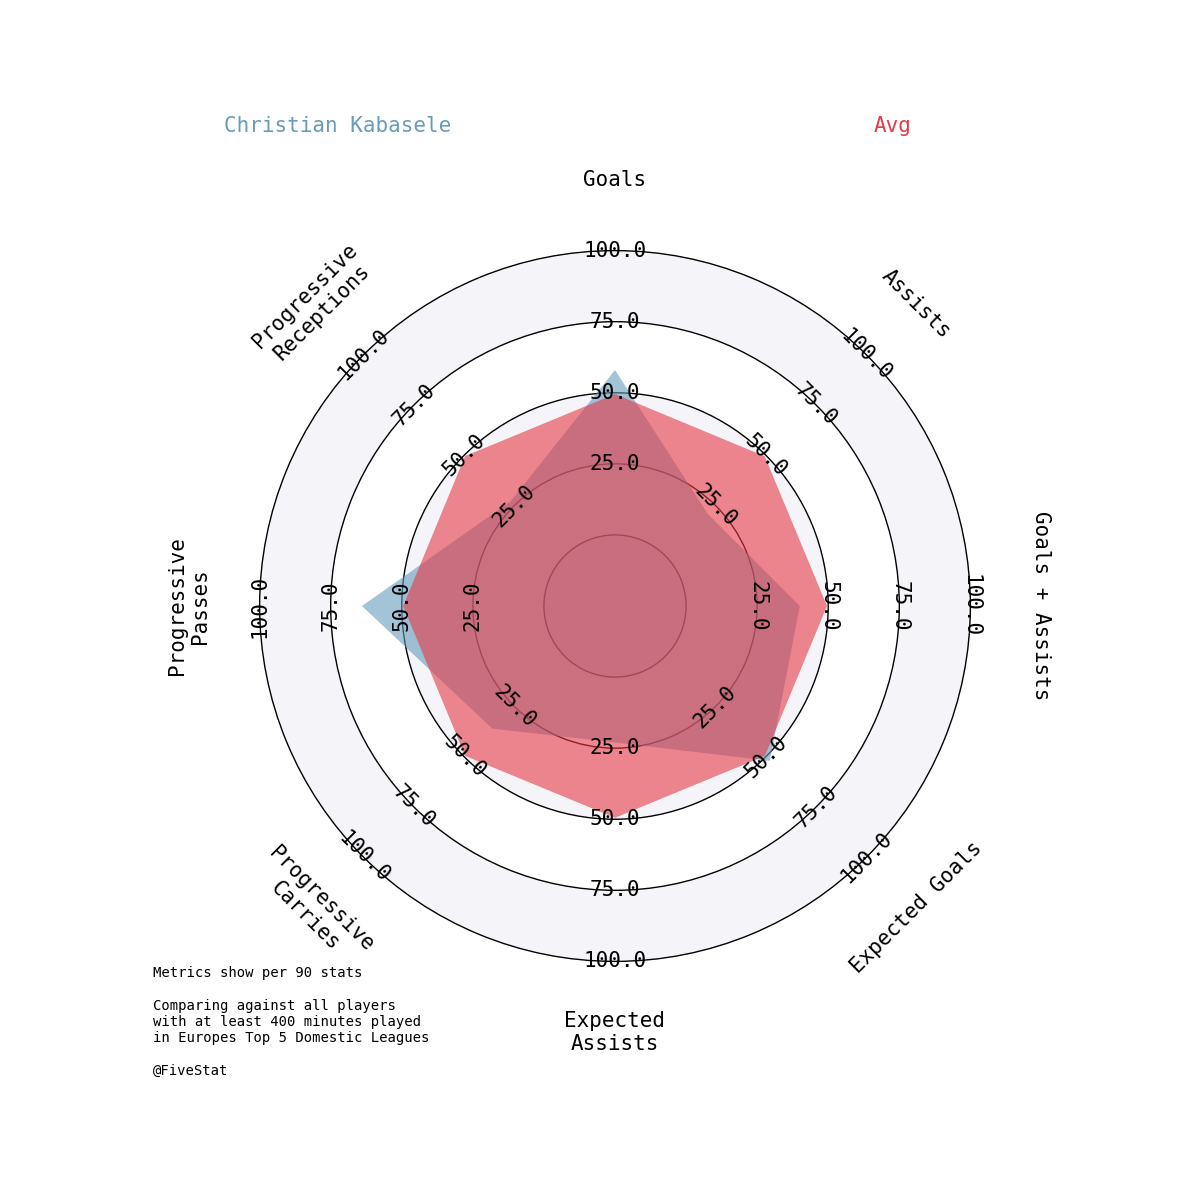 Christian Kabasele
Avg
Goals
Assists
Goals + Assists
Expected Goals
Expected
Assists
Progressive
Carries
Progressive
Passes
Progressive
Receptions
25.0
50.0
75.0
100.0
25.0
50.0
75.0
100.0
25.0
50.0
75.0
100.0
25.0
50.0
75.0
100.0
25.0
50.0
75.0
100.0
25.0
50.0
75.0
100.0
25.0
50.0
75.0
100.0
25.0
50.0
75.0
100.0
Metrics show per 90 stats
Comparing against all players
with at least 400 minutes played
in Europes Top 5 Domestic Leagues
@FiveStat